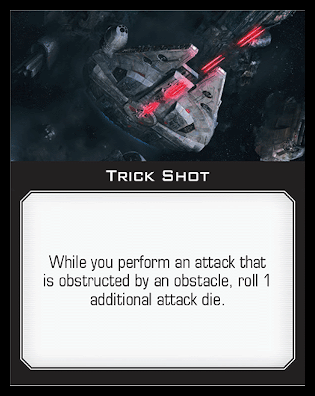 Trick Shot
While you perform an attack that
is obstructed by an obstacle, roll 1
additional attack die.